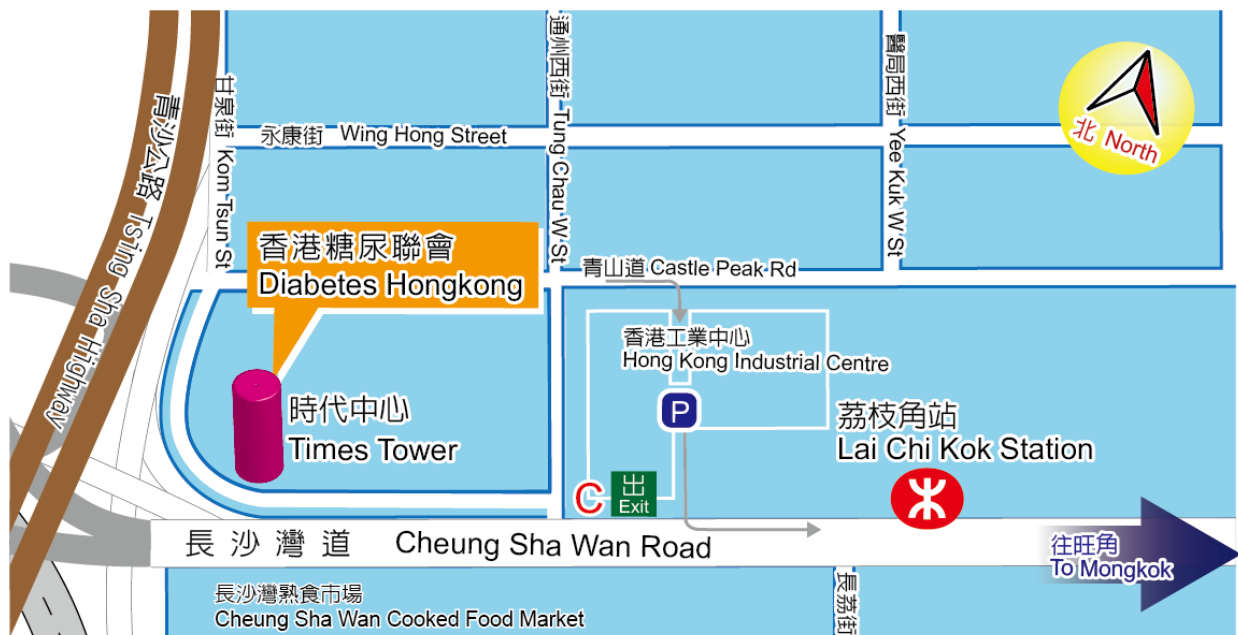 通州西街 Tung Chau W St
醫局西街 Yee Kuk W St
甘泉街 Kom Tsun St
青沙公路 Tsing Sha Highway
永康街 Wing Hong Street
北 North
香港糖尿聯會
Diabetes Hongkong
青山道 Castle Peak Rd
香港工業中心
Hong Kong Industrial Centre
P
時代中心
Times Tower
荔枝角站
Lai Chi Kok Station
C
出
Exit
長沙灣道 Cheung Sha Wan Road
往旺角
To Mongkok
長荔街
長沙灣熟食市場
Cheung Sha Wan Cooked Food Market